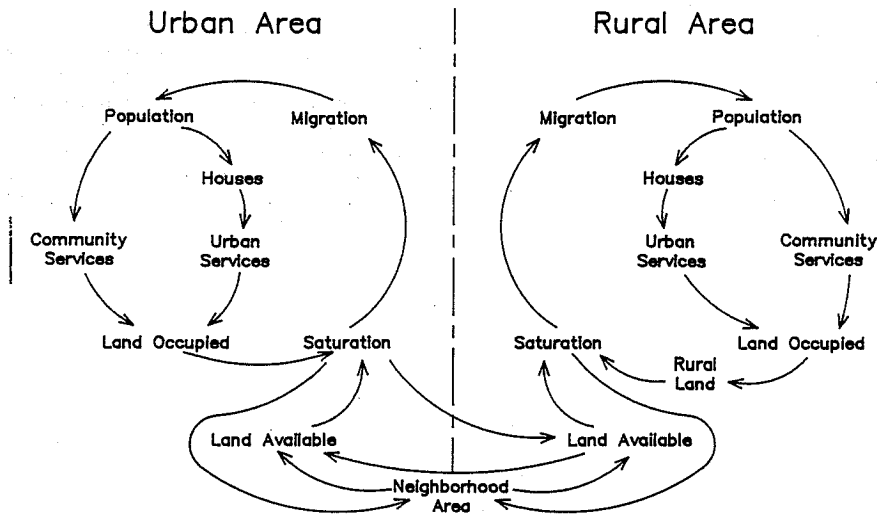 Urban Area
Rural Area
Population
Migration
Migration
Population
Houses
Houses
Community
Services
Urban
Services
Urban
Services
Community
Services
Land Occupied
Saturation
Saturation
Land Occupied
Rural
Land
Land Available
Land Available
Neighborhood
Area